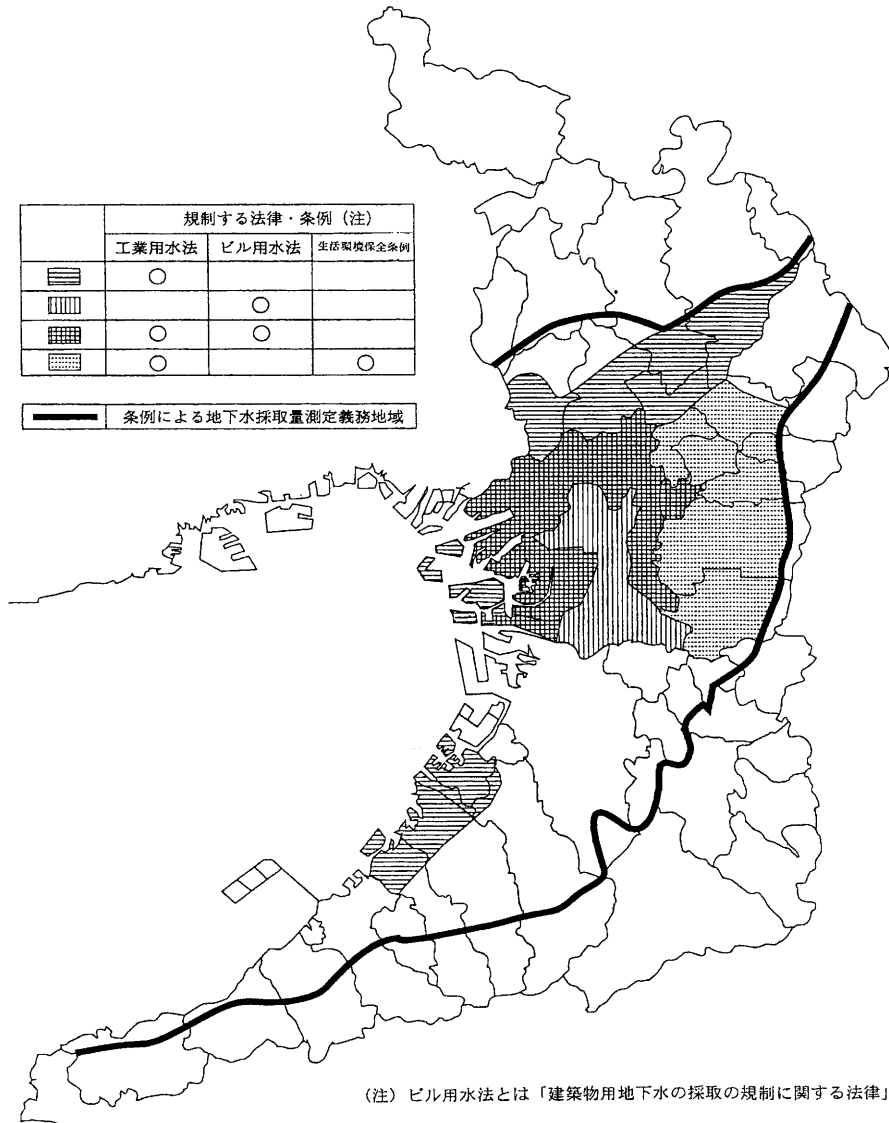 規制する法律・条例（注）
工業用水法 ビル用水法 生活環境保全条例
○
○
○ ○
○ ○
条例による地下水採取量測定義務地域
（注）ビル用水法とは「建築物用地下水の採取の規制に関する法律」